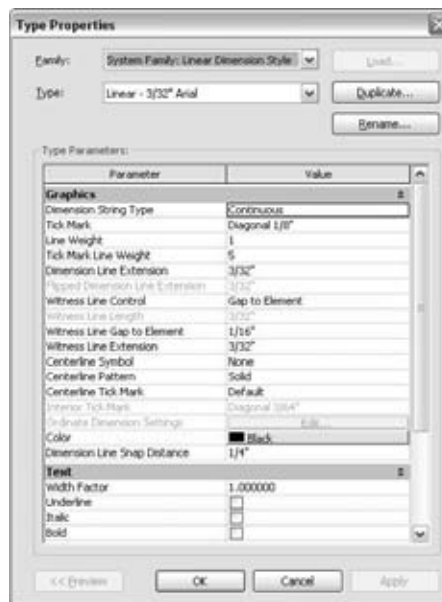 Type Properties
Family: System Family: Linear Dimension Style Load...
Type: Linear - 3/32" Arial Duplicate...
Rename...
Type Parameters:
Parameter Value
Graphics
Dimension String Type Continuous
Tick Mark Diagonal 1/8"
Line Weight 1
Tick Mark Line Weight 5
Dimension Line Extension 3/32"
Flipped Dimension Line Extension 3/32"
Witness Line Control Gap to Element
Witness Line Length 3/32"
Witness Line Gap to Element 1/16"
Witness Line Extension 3/32"
Centerline Symbol None
Centerline Pattern Solid
Centerline Tick Mark Default
Interior Tick Mark Diagonal 3/64"
Ordinate Dimension Settings Edit...
Color Black
Dimension Line Snap Distance 1/4"
Text
Width Factor 1.000000
Underline
Italic
Bold
<< Preview OK Cancel Apply